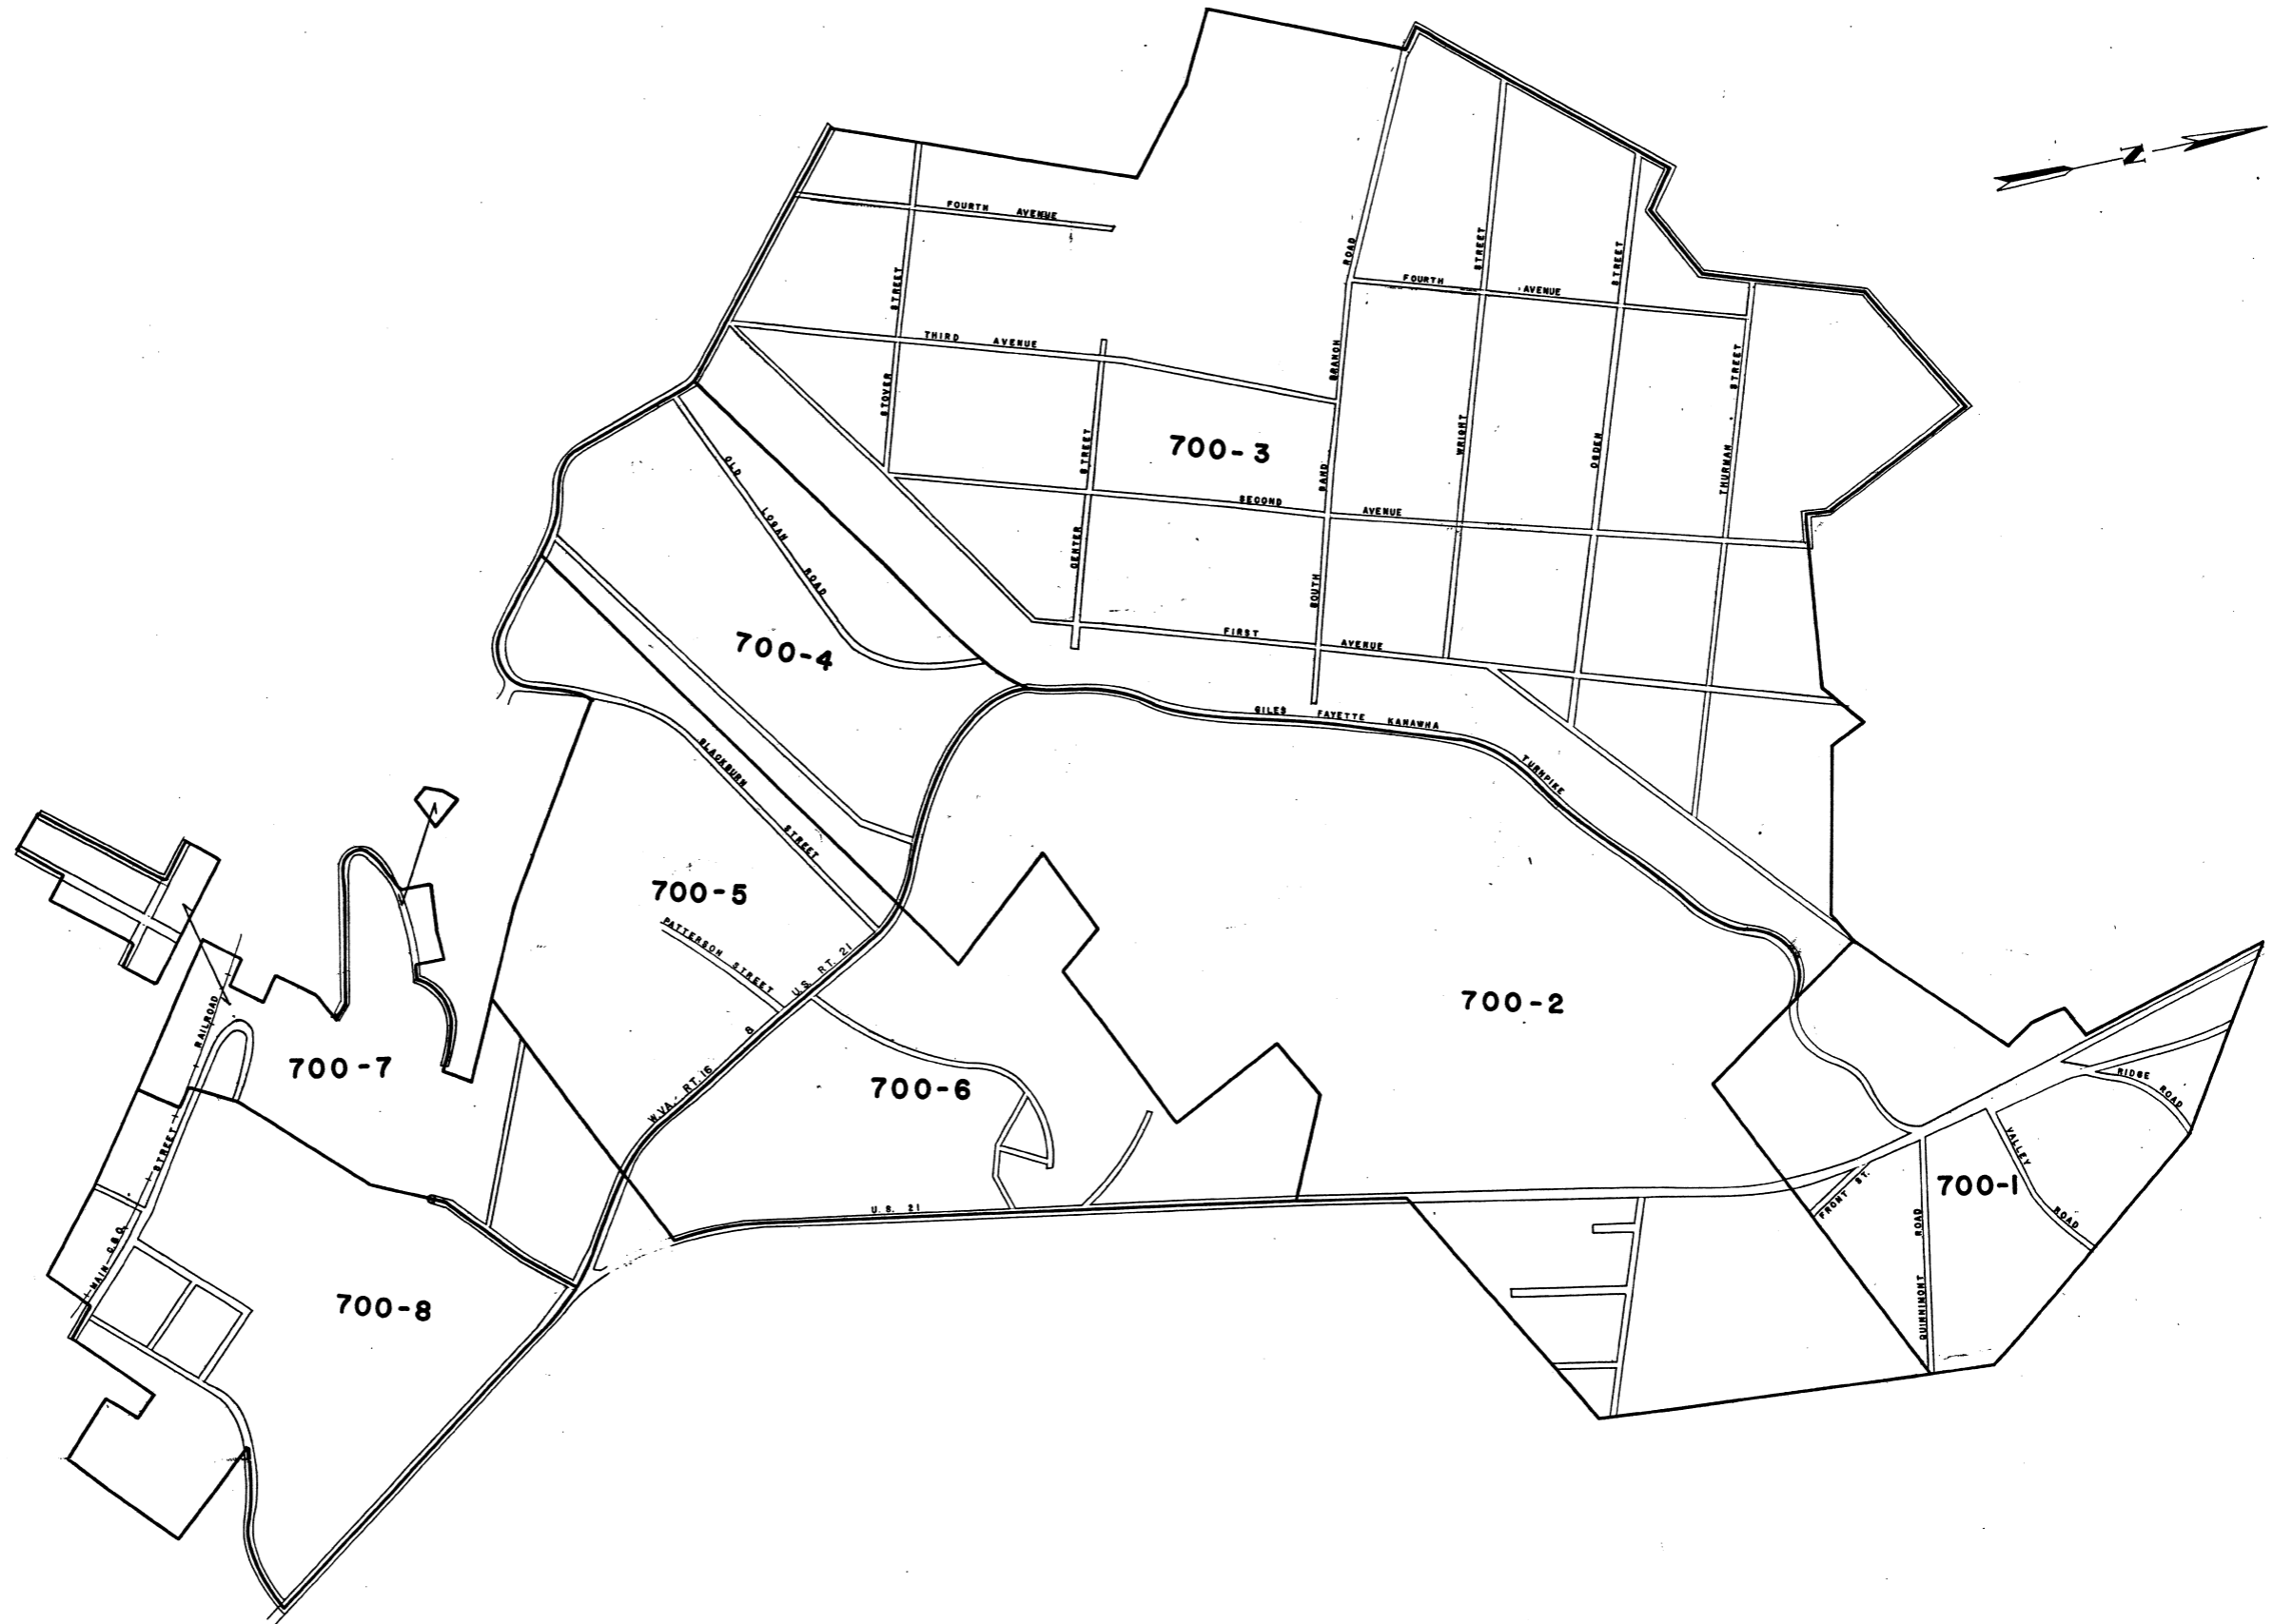 N
FOURTH AVENUE
STREET
STOVER
THIRD AVENUE
ROAD
BRANCH
SAND
SOUTH
FOURTH AVENUE
STREET
WRIGHT
STREET
OGDEN
STREET
THURMAN
700-3
STREET
CENTER
SECOND AVENUE
FIRST AVENUE
OLD LOGAN ROAD
700-4
GILES FAYETTE KANAWHA TURNPIKE
BLACKBURN STREET
700-5
PATTERSON STREET
U.S. RT. 21
W.VA. RT. 16
8
700-2
700-6
700-7
RAILROAD
STREET
MAIN C.&O.
U.S. 21
RIDGE ROAD
VALLEY ROAD
700-1
FRONT ST.
ROAD
QUINNIMONT
700-8